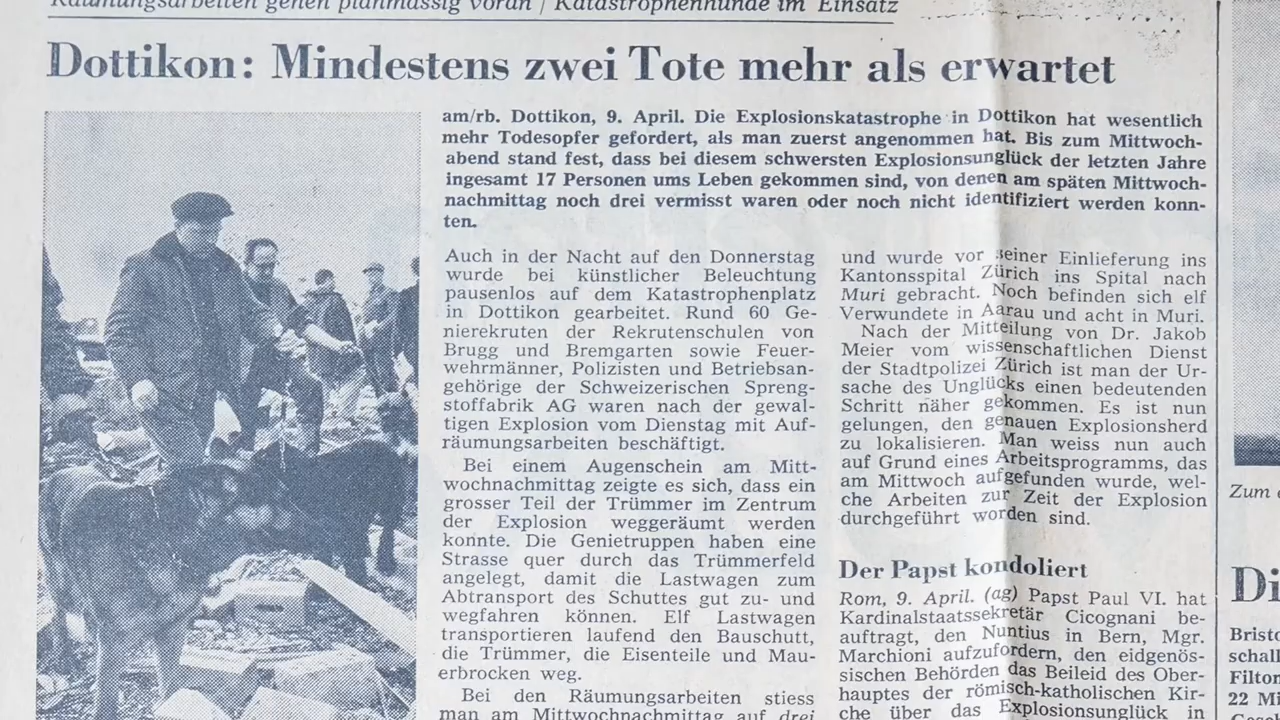 Räumungsarbeiten gehen planmässig voran / Katastrophenhunde im Einsatz
Dottikon: Mindestens zwei Tote mehr als erwartet
am/rb. Dottikon, 9. April. Die Explosionskatastrophe in Dottikon hat wesentlich
mehr Todesopfer gefordert, als man zuerst angenommen hat. Bis zum Mittwoch-
abend stand fest, dass bei diesem schwersten Explosionsunglück der letzten Jahre
ingesamt 17 Personen ums Leben gekommen sind, von denen am späten Mittwoch-
nachmittag noch drei vermisst waren oder noch nicht identifiziert werden konn-
ten.
Auch in der Nacht auf den Donnerstag
wurde bei künstlicher Beleuchtung
pausenlos auf dem Katastrophenplatz
in Dottikon gearbeitet. Rund 60 Ge-
nierekruten der Rekrutenschulen von
Brugg und Bremgarten sowie Feuer-
wehrmänner, Polizisten und Betriebsan-
gehörige der Schweizerischen Spreng-
stoffabrik AG waren nach der gewal-
tigen Explosion vom Dienstag mit Auf-
räumungsarbeiten beschäftigt.
Bei einem Augenschein am Mitt-
wochnachmittag zeigte es sich, dass ein
grosser Teil der Trümmer im Zentrum
der Explosion weggeräumt werden
konnte. Die Genietruppen haben eine
Strasse quer durch das Trümmerfeld
angelegt, damit die Lastwagen zum
Abtransport des Schuttes gut zu- und
wegfahren können. Elf Lastwagen
transportieren laufend den Bauschutt,
die Trümmer, die Eisenteile und Mau-
erbrocken weg.
Bei den Räumungsarbeiten stiess
man am Mittwochnachmittag auf drei
und wurde vor seiner Einlieferung ins
Kantonsspital Zürich ins Spital nach
Muri gebracht. Noch befinden sich elf
Verwundete in Aarau und acht in Muri.
Nach der Mitteilung von Dr. Jakob
Meier vom wissenschaftlichen Dienst
der Stadtpolizei Zürich ist man der Ur-
sache des Unglücks einen bedeutenden
Schritt näher gekommen. Es ist nun
gelungen, den genauen Explosionsherd
zu lokalisieren. Man weiss nun auch
auf Grund eines Arbeitsprogramms, das
am Mittwoch aufgefunden wurde, wel-
che Arbeiten zur Zeit der Explosion
durchgeführt worden sind.
Der Papst kondoliert
Rom, 9. April. (ag) Papst Paul VI. hat
Kardinalstaatssekretär Cicognani be-
auftragt, den Nuntius in Bern, Mgr.
Marchioni aufzufordern, den eidgenös-
sischen Behörden das Beileid des Ober-
hauptes der römisch-katholischen Kir-
che über das Explosionsunglück in
Zum
Di
Bristo
schall
Filton
22 Mi